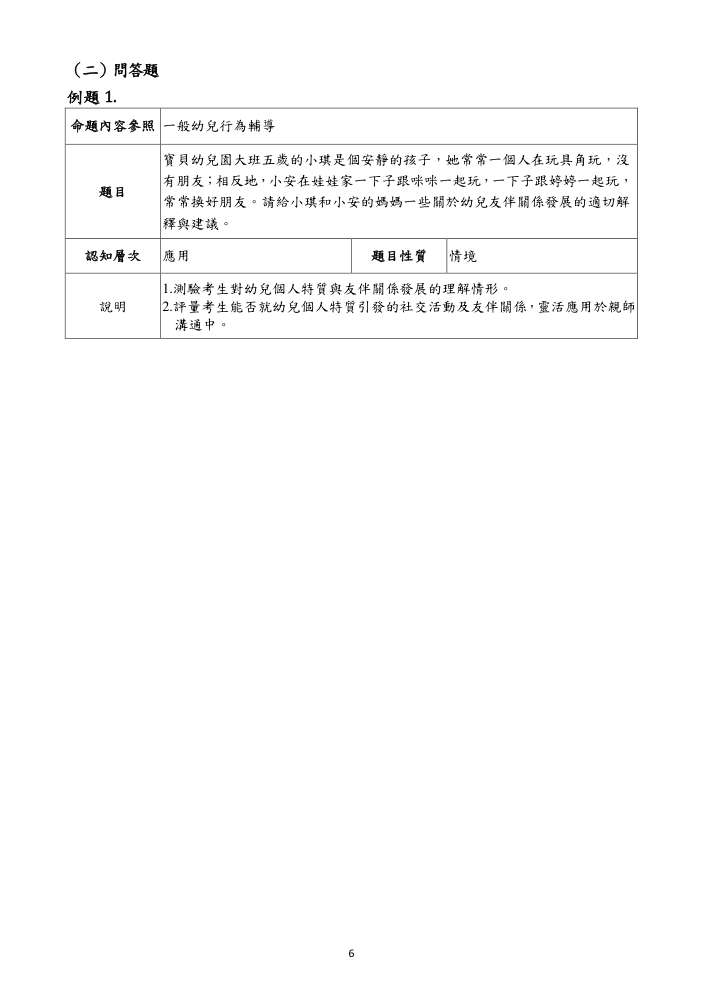 （二）問答題
例題 1.
命題內容參照 一般幼兒行為輔導
題目
寶貝幼兒園大班五歲的小琪是個安靜的孩子，她常常一個人在玩具角玩，沒
有朋友；相反地，小安在娃娃家一下子跟咪咪一起玩，一下子跟婷婷一起玩，
常常換好朋友。請給小琪和小安的媽媽一些關於幼兒友伴關係發展的適切解
釋與建議。
認知層次 應用 題目性質 情境
說明
1.測驗考生對幼兒個人特質與友伴關係發展的理解情形。
2.評量考生能否就幼兒個人特質引發的社交活動及友伴關係，靈活應用於親師
溝通中。
6